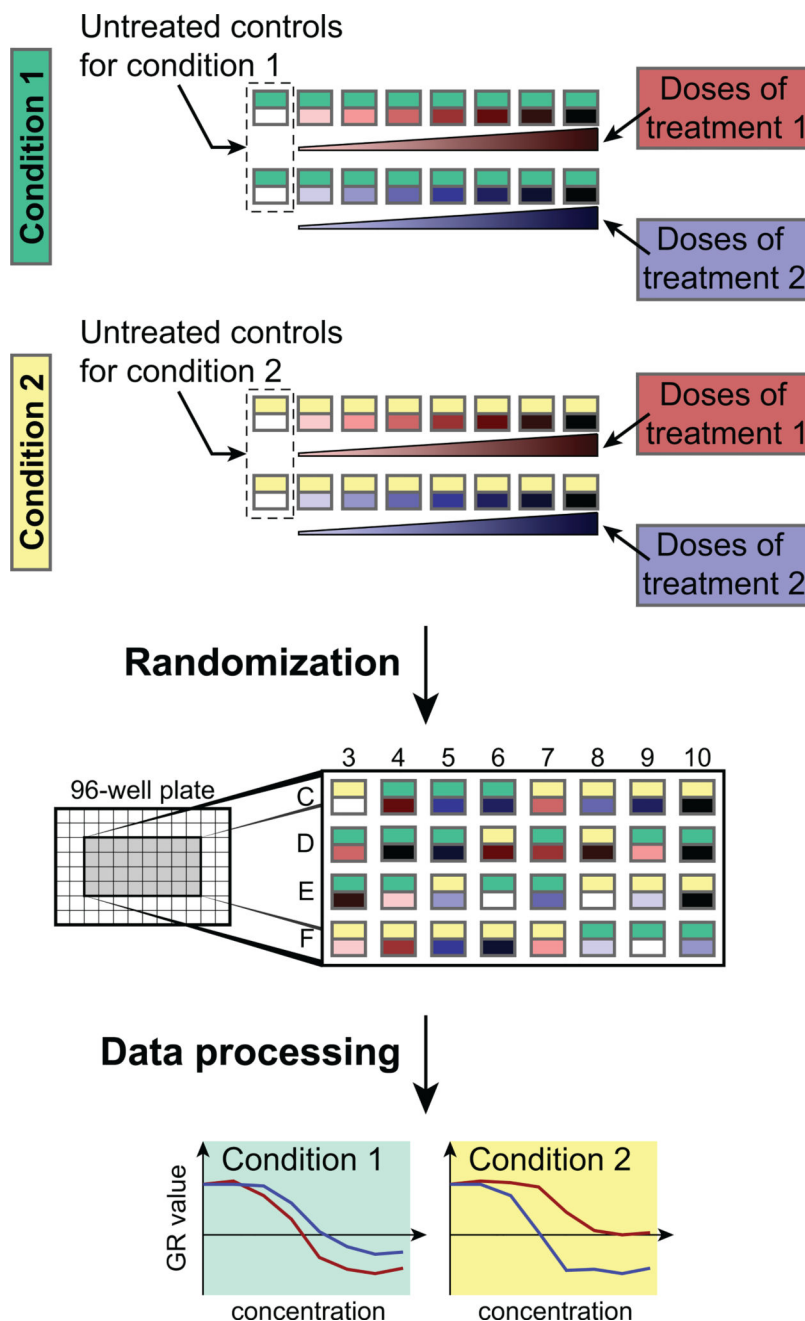 Condition 1
Untreated controls
for condition 1
Doses of
treatment 1
Doses of
treatment 2
Condition 2
Untreated controls
for condition 2
Doses of
treatment 1
Doses of
treatment 2
Randomization
96-well plate
3 4 5 6 7 8 9 10
C
D
E
F
Data processing
Condition 1
Condition 2
GR value
concentration
concentration